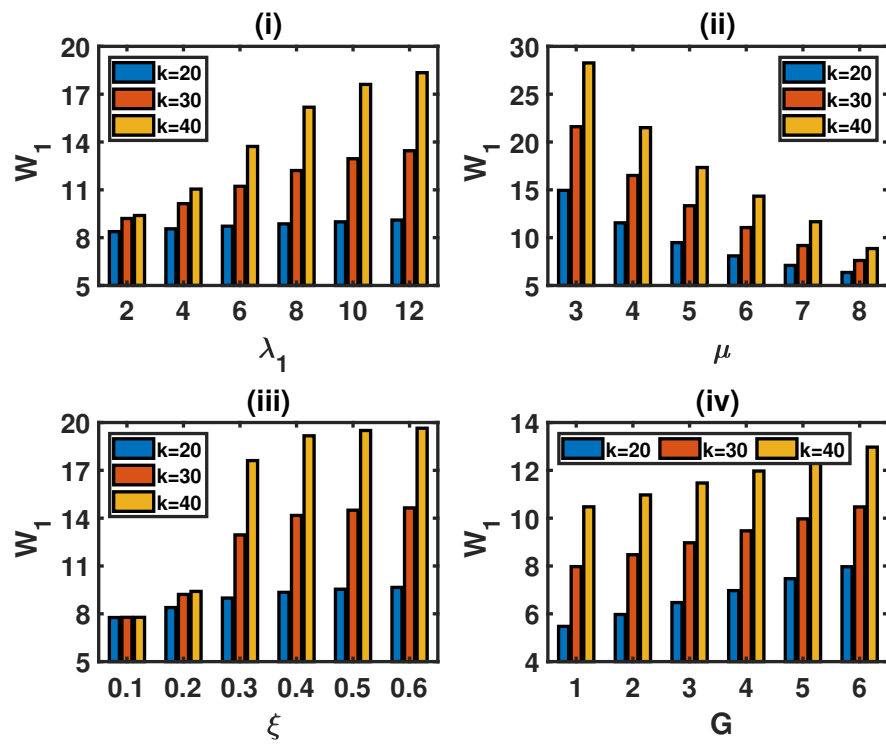 (i)
20
17
14
11
8
5
W1
k=20
k=30
k=40
2 4 6 8 10 12
λ1
(ii)
30
25
20
15
10
5
W1
k=20
k=30
k=40
3 4 5 6 7 8
μ
(iii)
20
17
14
11
8
5
W1
k=20
k=30
k=40
0.1 0.2 0.3 0.4 0.5 0.6
ξ
(iv)
14
12
10
8
6
4
W1
k=20 k=30 k=40
1 2 3 4 5 6
G